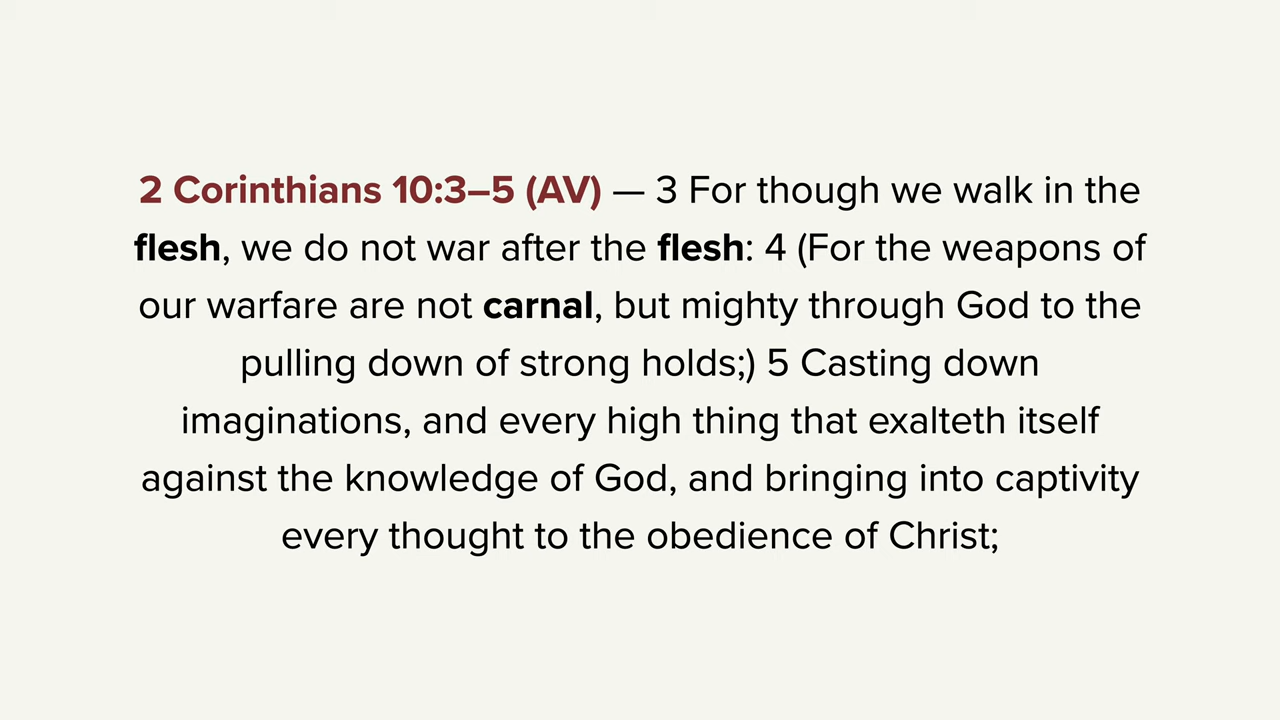 2 Corinthians 10:3–5 (AV) — 3 For though we walk in the
flesh, we do not war after the flesh: 4 (For the weapons of
our warfare are not carnal, but mighty through God to the
pulling down of strong holds;) 5 Casting down
imaginations, and every high thing that exalteth itself
against the knowledge of God, and bringing into captivity
every thought to the obedience of Christ;